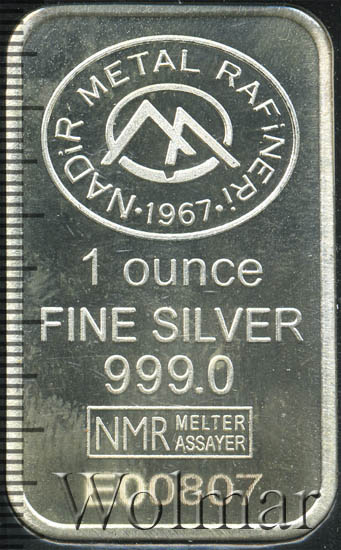 NADİR METAL RAFİNERİ
·1967·
1 ounce
FINE SILVER
999.0
NMR MELTER
ASSAYER
E00807
Wolmar